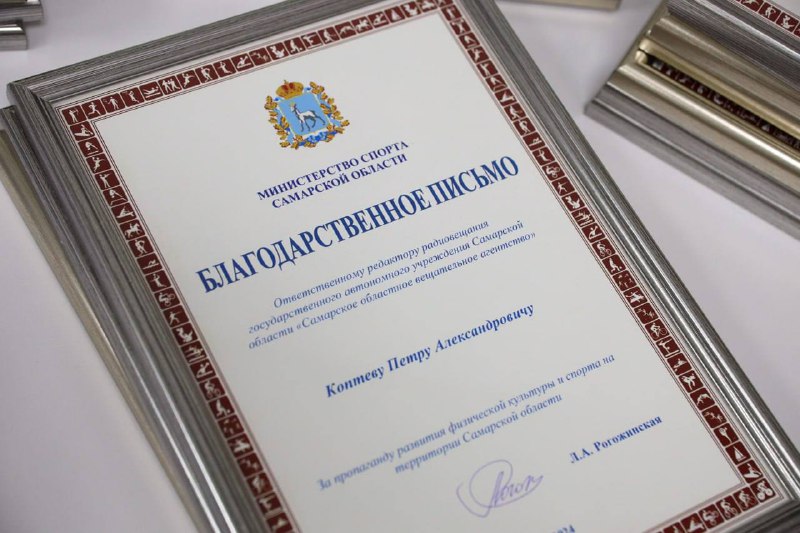 МИНИСТЕРСТВО СПОРТА
САМАРСКОЙ ОБЛАСТИ
БЛАГОДАРСТВЕННОЕ ПИСЬМО
Ответственному редактору радиовещания
государственного автономного учреждения Самарской
области «Самарское областное вещательное агентство»
Коптеву Петру Александровичу
За пропаганду развития физической культуры и спорта на
территории Самарской области
Л.А. Рогожинская